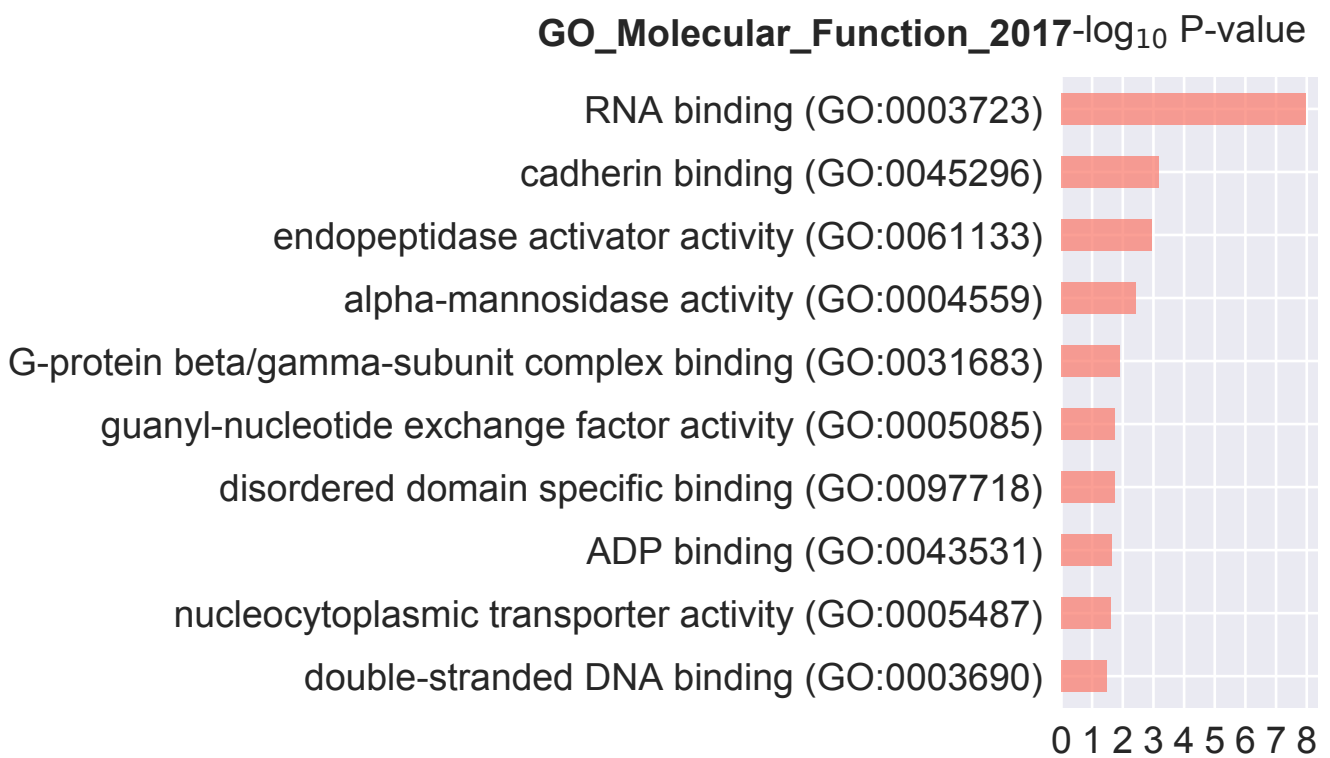 GO_Molecular_Function_2017 -log₁₀ P-value
RNA binding (GO:0003723)
cadherin binding (GO:0045296)
endopeptidase activator activity (GO:0061133)
alpha-mannosidase activity (GO:0004559)
G-protein beta/gamma-subunit complex binding (GO:0031683)
guanyl-nucleotide exchange factor activity (GO:0005085)
disordered domain specific binding (GO:0097718)
ADP binding (GO:0043531)
nucleocytoplasmic transporter activity (GO:0005487)
double-stranded DNA binding (GO:0003690)
0 1 2 3 4 5 6 7 8